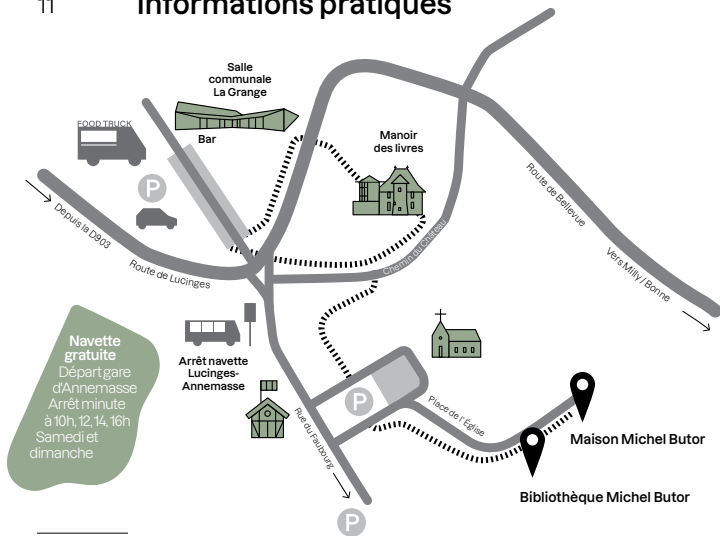 11
Informations pratiques
Salle
communale
La Grange
FOOD TRUCK
Bar
Manoir
des livres
P
Depuis la D903
Route de Lucinges
Route de Bellevue
Vers Milly / Bonne
Chemin du Château
Navette
gratuite
Départ gare
d'Annemasse
Arrêt minute
à 10h, 12, 14, 16h
Samedi et
dimanche
Arrêt navette
Lucinges-
Annemasse
P
Rue du Faubourg
Place de l'Église
Maison Michel Butor
Bibliothèque Michel Butor
P